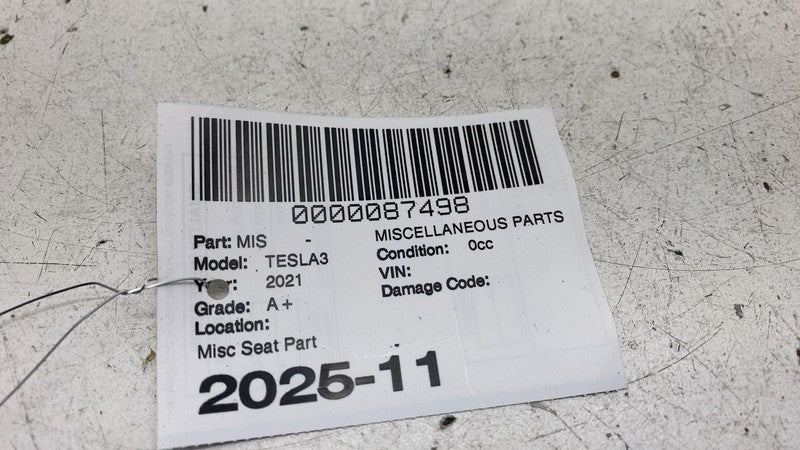 0000087498
Part: MIS -
MISCELLANEOUS PARTS
Model: TESLA3
Condition: 0cc
Year: 2021
VIN:
Grade: A+
Damage Code:
Location:
Misc Seat Part
2025-11